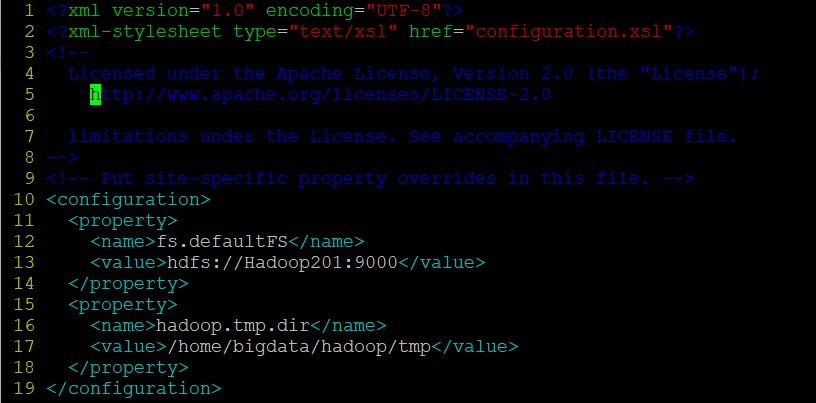 1 <?xml version="1.0" encoding="UTF-8"?>
2 <?xml-stylesheet type="text/xsl" href="configuration.xsl"?>
3 <!--
4   Licensed under the Apache License, Version 2.0 (the "License");
5     http://www.apache.org/licenses/LICENSE-2.0
6
7   limitations under the License. See accompanying LICENSE file.
8 -->
9 <!-- Put site-specific property overrides in this file. -->
10 <configuration>
11   <property>
12     <name>fs.defaultFS</name>
13     <value>hdfs://Hadoop201:9000</value>
14   </property>
15   <property>
16     <name>hadoop.tmp.dir</name>
17     <value>/home/bigdata/hadoop/tmp</value>
18   </property>
19 </configuration>